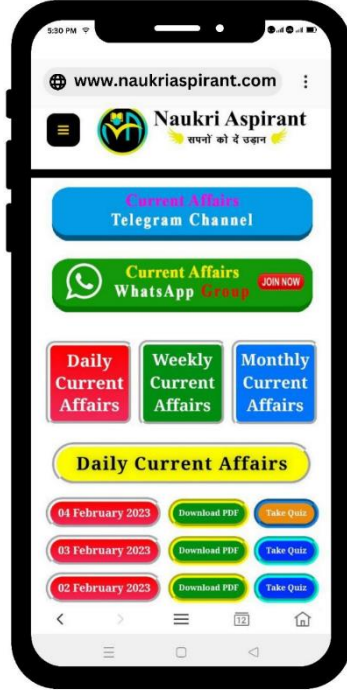 5:30 PM
www.naukriaspirant.com
Naukri Aspirant
सपनों को दें उड़ान
Current Affairs
Telegram Channel
Current Affairs
WhatsApp Group
JOIN NOW
Daily Current Affairs
Weekly Current Affairs
Monthly Current Affairs
Daily Current Affairs
04 February 2023 Download PDF Take Quiz
03 February 2023 Download PDF Take Quiz
02 February 2023 Download PDF Take Quiz
12